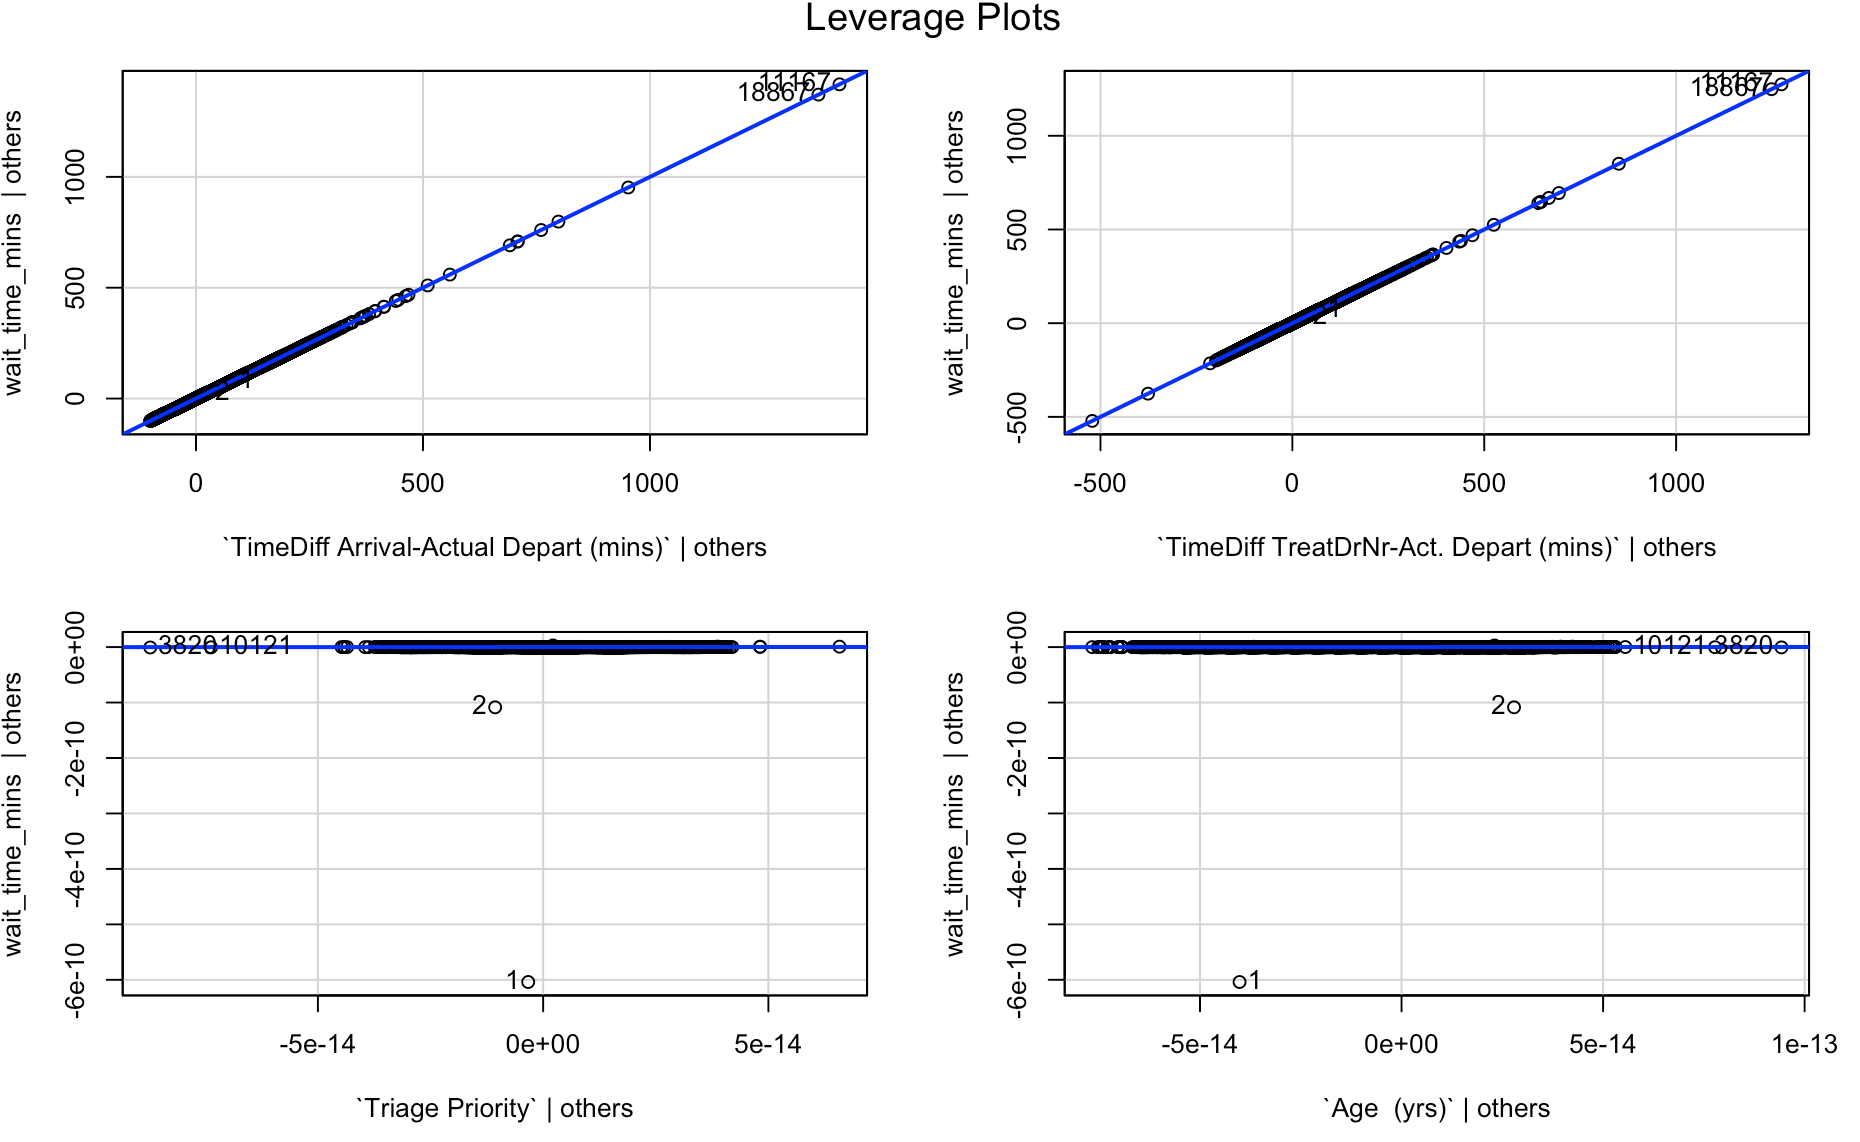 Leverage Plots
wait_time_mins | others
1000
500
0
11167
18867
2 1
0 500 1000
`TimeDiff Arrival-Actual Depart (mins)` | others
wait_time_mins | others
1000
500
0
-500
11167
18867
2 1
-500 0 500 1000
`TimeDiff TreatDrNr-Act. Depart (mins)` | others
wait_time_mins | others
0e+00
-2e-10
-4e-10
-6e-10
3820 10121
2
1
-5e-14 0e+00 5e-14
`Triage Priority` | others
wait_time_mins | others
0e+00
-2e-10
-4e-10
-6e-10
10121 3820
2
1
-5e-14 0e+00 5e-14 1e-13
`Age (yrs)` | others